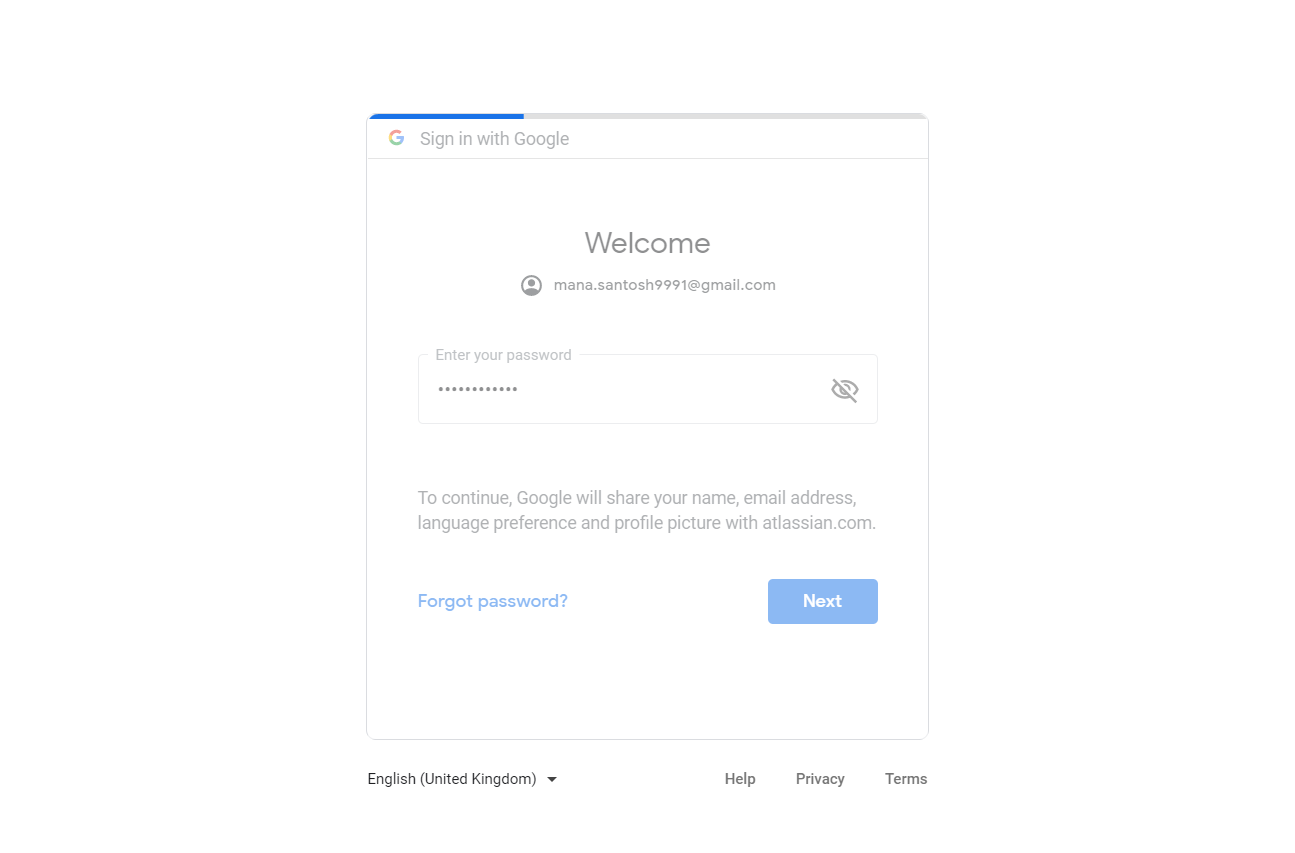 Sign in with Google
Welcome
mana.santosh9991@gmail.com
Enter your password
••••••••••••
To continue, Google will share your name, email address,
language preference and profile picture with atlassian.com.
Forgot password?
Next
English (United Kingdom)
Help
Privacy
Terms